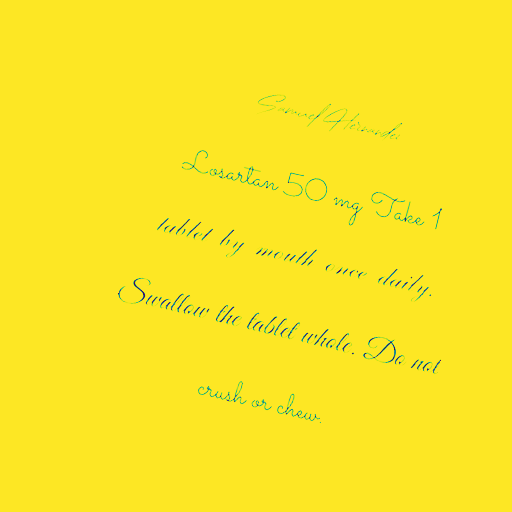 Samuel Hernandez
Losartan 50 mg Take 1
tablet by mouth once daily.
Swallow the tablet whole. Do not
crush or chew.